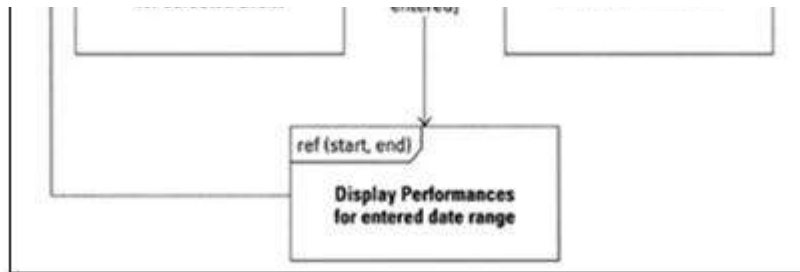 entered]
ref (start, end)
Display Performances
for entered date range